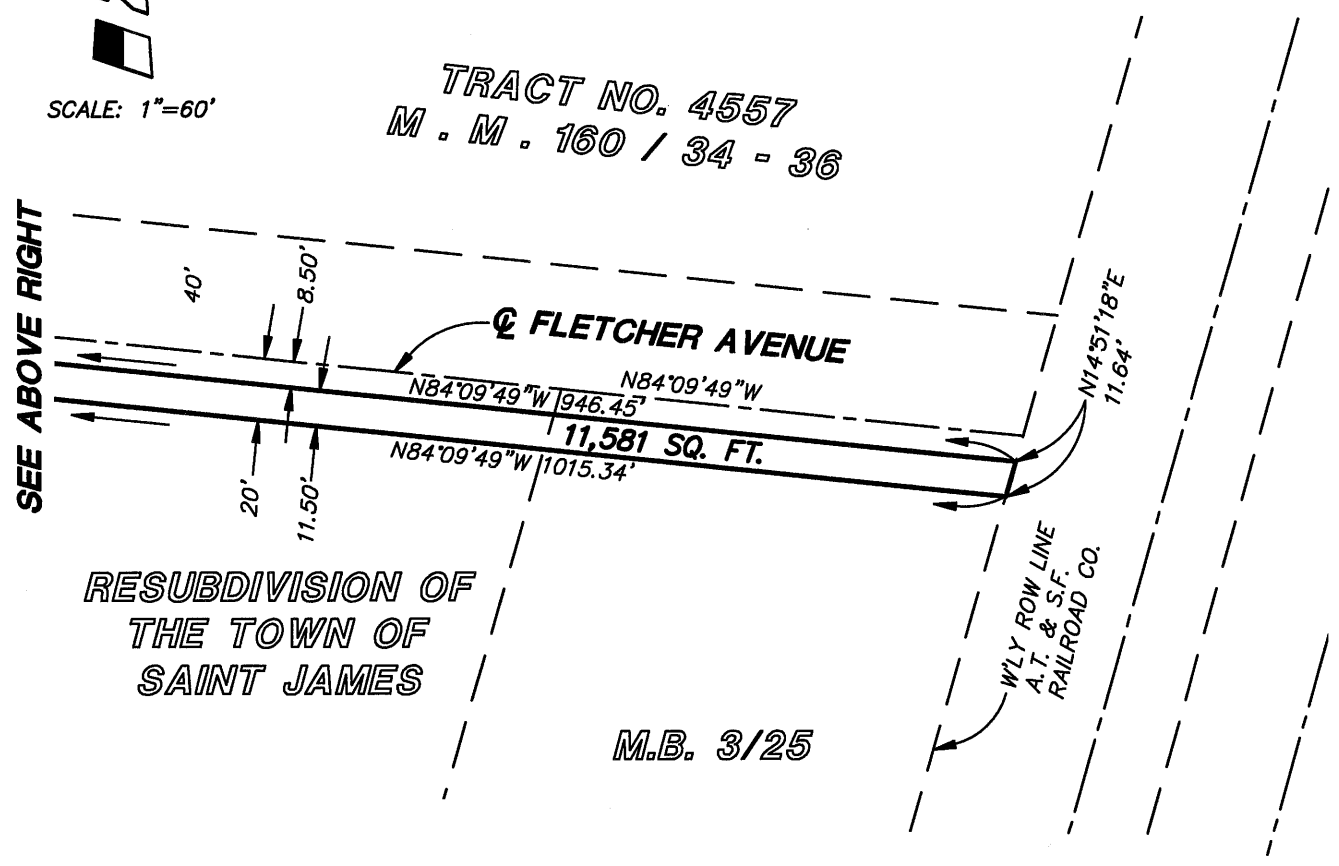 SCALE: 1"=60'
TRACT NO. 4557
M . M . 160 / 34 - 36
SEE ABOVE RIGHT
40'
8.50'
℄ FLETCHER AVENUE
N84°09'49"W
N84°09'49"W 946.45'
11,581 SQ. FT.
N84°09'49"W 1015.34'
N14°51'18"E
11.64'
20'
11.50'
RESUBDIVISION OF
THE TOWN OF
SAINT JAMES
W'LY ROW LINE
A.T. & S.F.
RAILROAD CO.
M.B. 3/25